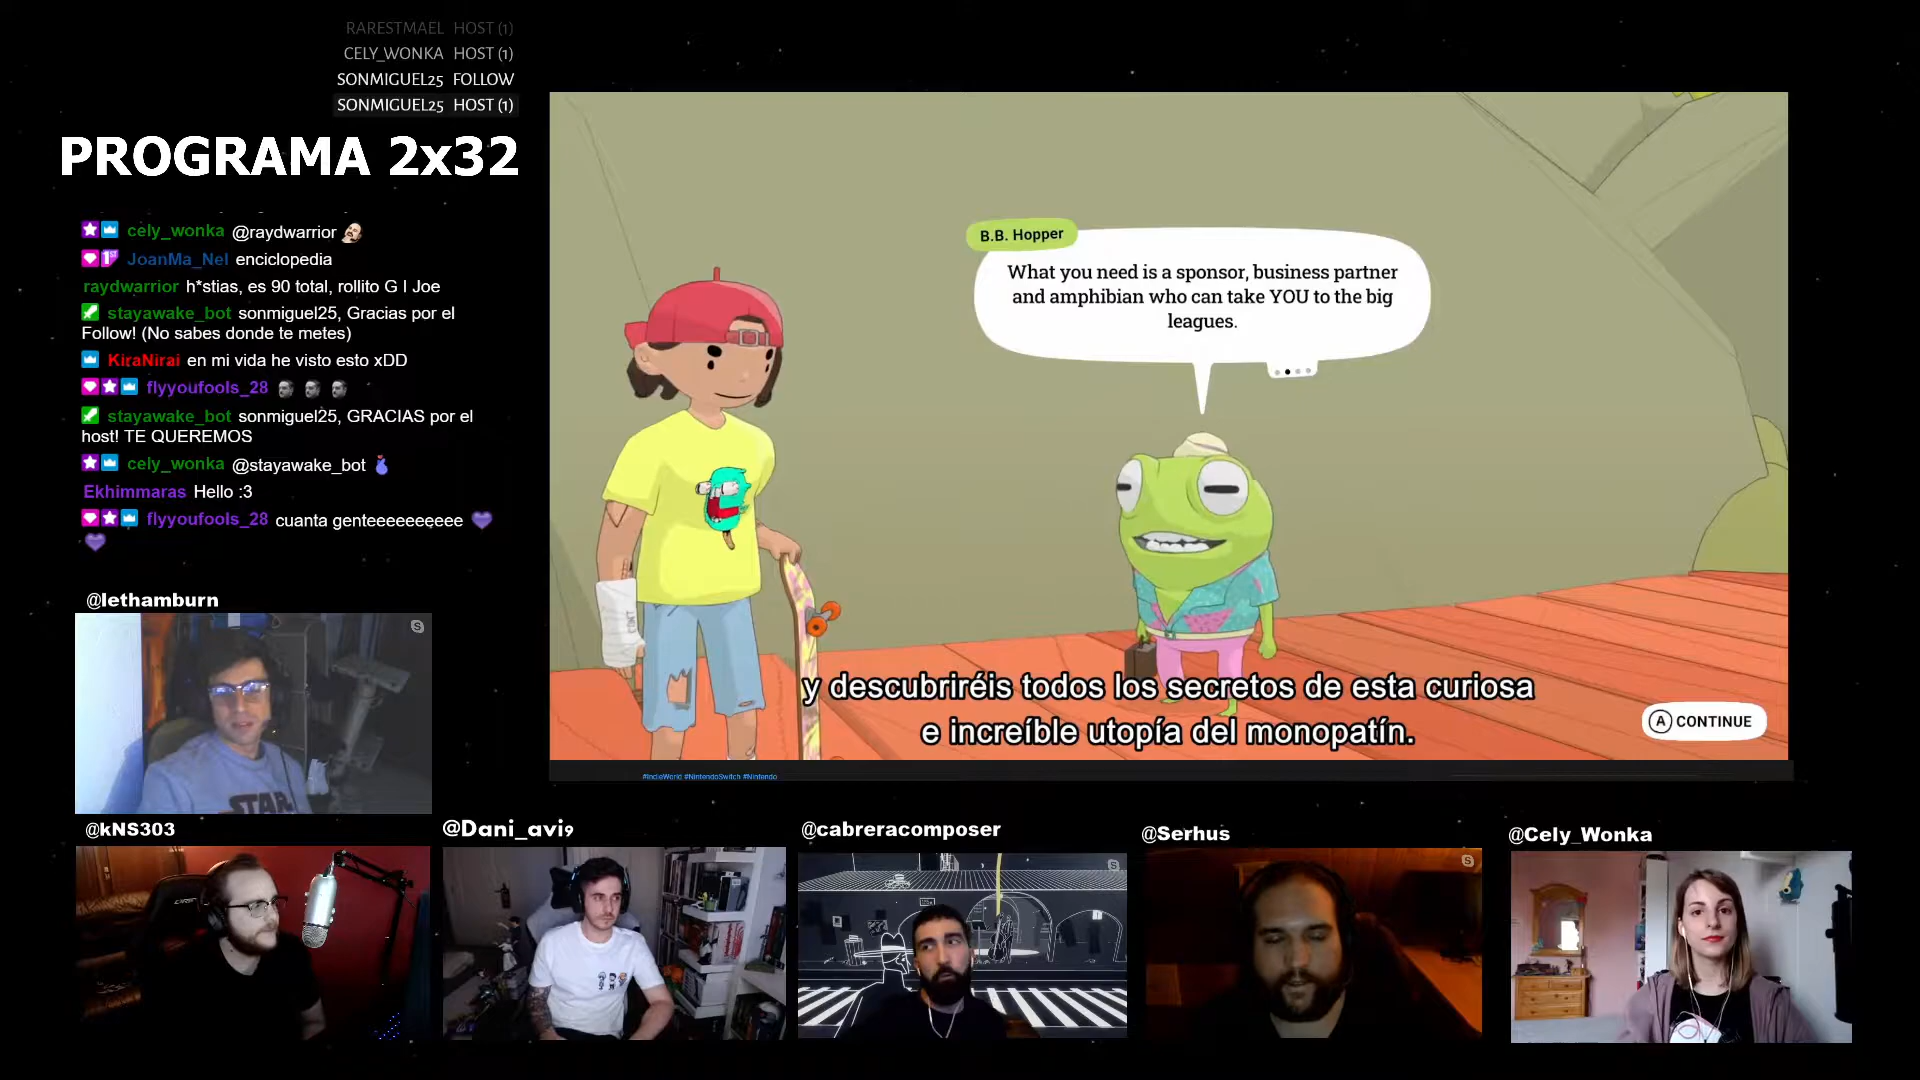 RARESTMAEL HOST (1)
CELY_WONKA HOST (1)
SONMIGUEL25 FOLLOW
SONMIGUEL25 HOST (1)
PROGRAMA 2x32
cely_wonka @raydwarrior
JoanMa_Nel enciclopedia
raydwarrior h*stias, es 90 total, rollito G I Joe
stayawake_bot sonmiguel25, Gracias por el
Follow! (No sabes donde te metes)
KiraNirai en mi vida he visto esto xDD
flyyoufools_28
stayawake_bot sonmiguel25, GRACIAS por el
host! TE QUEREMOS
cely_wonka @stayawake_bot
Ekhimmaras Hello :3
flyyoufools_28 cuanta genteeeeeeeeee
B.B. Hopper
What you need is a sponsor, business partner
and amphibian who can take YOU to the big
leagues.
y descubriréis todos los secretos de esta curiosa
e increíble utopía del monopatín.
A CONTINUE
#IndieWorld #NintendoSwitch #Nintendo
@lethamburn
@kNS303
@Dani_avi9
@cabreracomposer
@Serhus
@Cely_Wonka
STAR